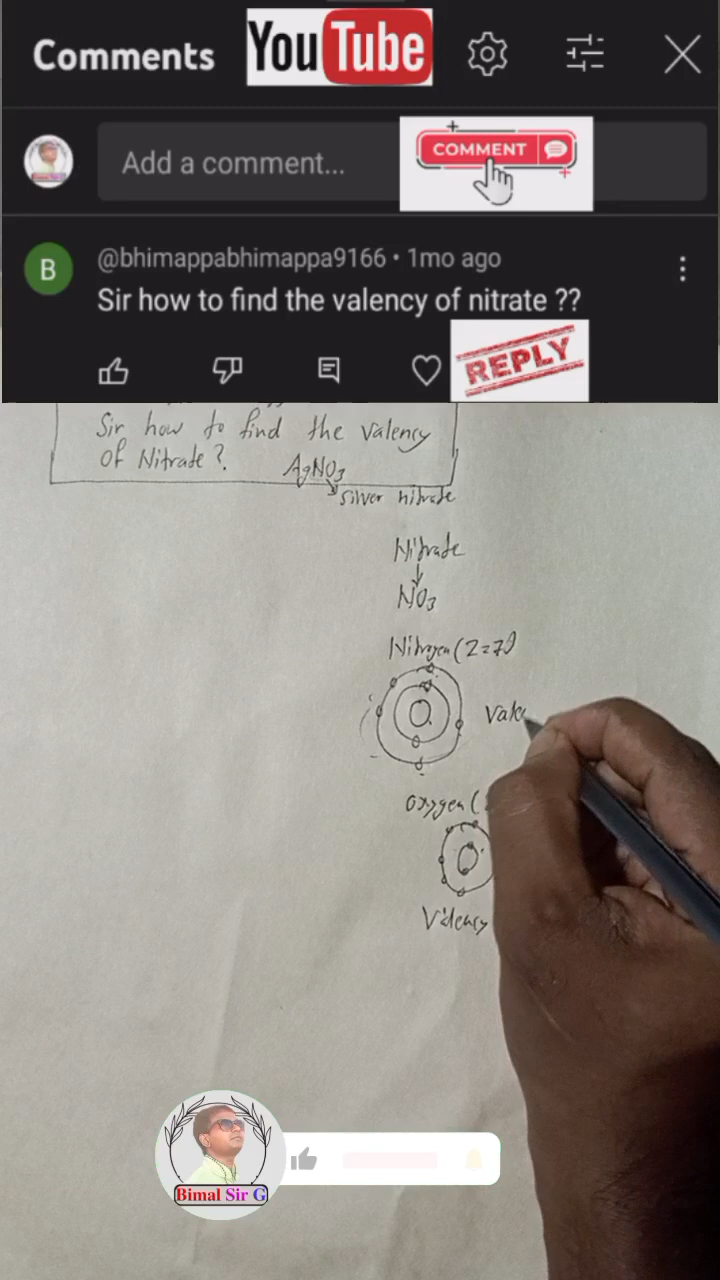 Comments
YouTube
Add a comment...
COMMENT
B
@bhimappabhimappa9166 • 1mo ago
Sir how to find the valency of nitrate ??
REPLY
Sir how to find the valency
of Nitrate?
AgNO3
silver nitrate
Nitrate
NO3
Nitrogen (Z=7)
Vale
Oxygen (
Valency
Bimal Sir G